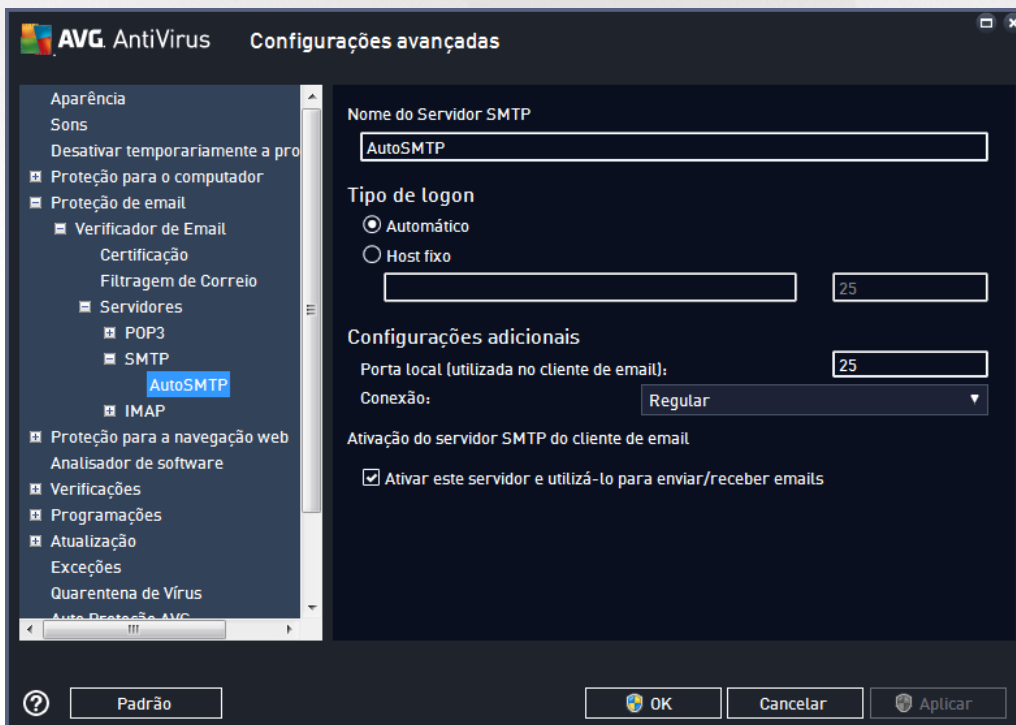 AVG. AntiVirus Configurações avançadas
Aparência
Sons
Desativar temporariamente a pro
Proteção para o computador
Proteção de email
Verificador de Email
Certificação
Filtragem de Correio
Servidores
POP3
SMTP
AutoSMTP
IMAP
Proteção para a navegação web
Analisador de software
Verificações
Programações
Atualização
Exceções
Quarentena de Vírus
Auto Proteção AVG
Nome do Servidor SMTP
AutoSMTP
Tipo de logon
Automático
Host fixo
25
Configurações adicionais
Porta local (utilizada no cliente de email): 25
Conexão: Regular
Ativação do servidor SMTP do cliente de email
Ativar este servidor e utilizá-lo para enviar/receber emails
Padrão OK Cancelar Aplicar